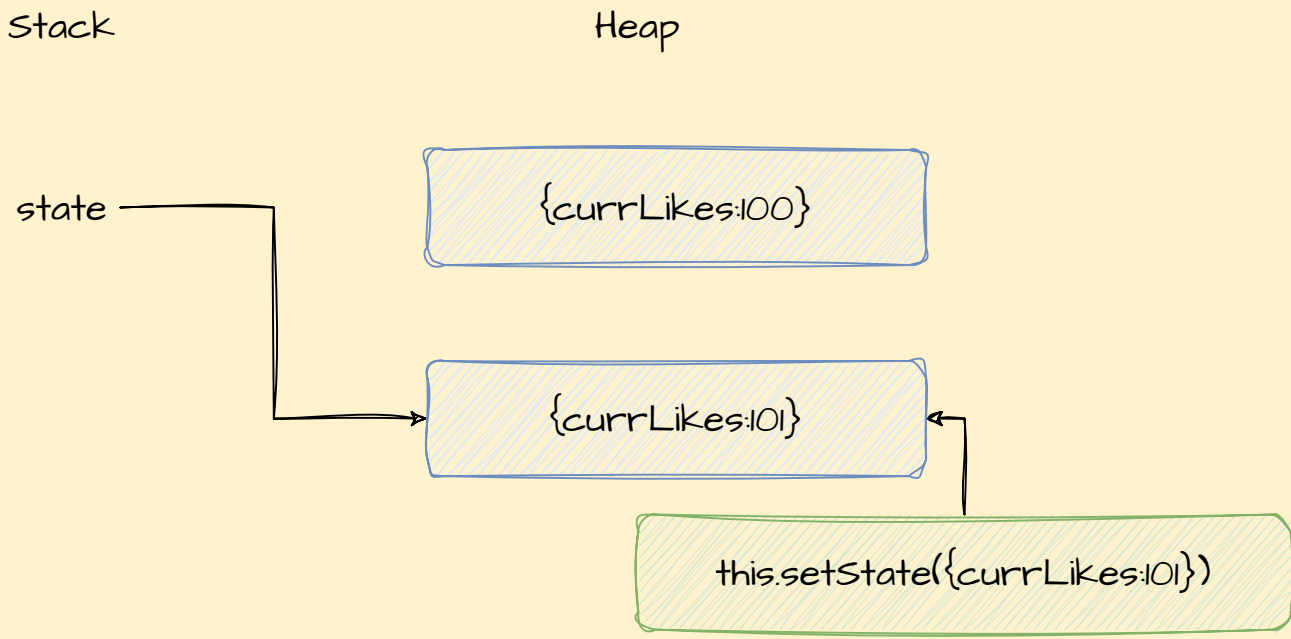 Stack
Heap
{currLikes:100}
state
{currLikes:101}
this.setState({currLikes:101})